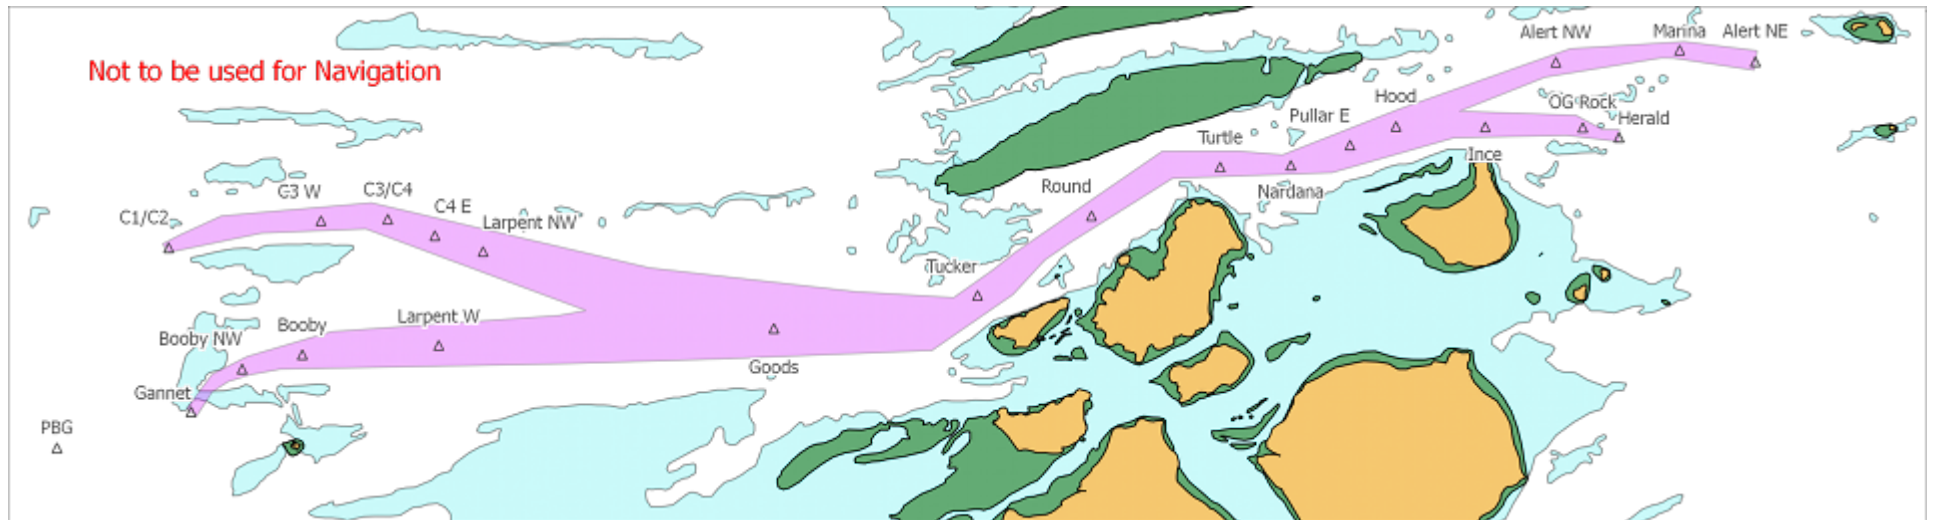 Not to be used for Navigation
Alert NW
Marina
Alert NE
Hood
OG Rock
Herald
Pullar E
Turtle
Ince
Nardana
Round
G3 W
C3/C4
C4 E
C1/C2
Larpent NW
Tucker
Larpent W
Booby
Booby NW
Goods
Gannet
PBG